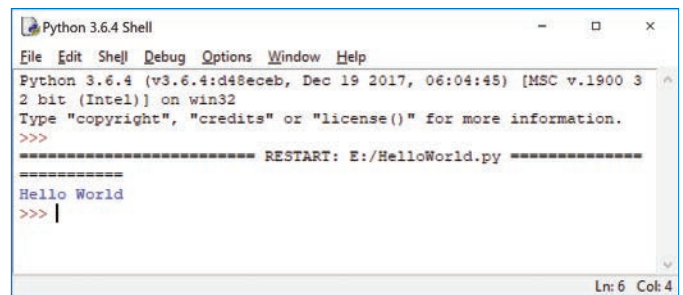 Python 3.6.4 Shell
File Edit Shell Debug Options Window Help
Python 3.6.4 (v3.6.4:d48eceb, Dec 19 2017, 06:04:45) [MSC v.1900 3
2 bit (Intel)] on win32
Type "copyright", "credits" or "license()" for more information.
>>>
========================= RESTART: E:/HelloWorld.py ==============
===========
Hello World
>>>
Ln: 6 Col: 4